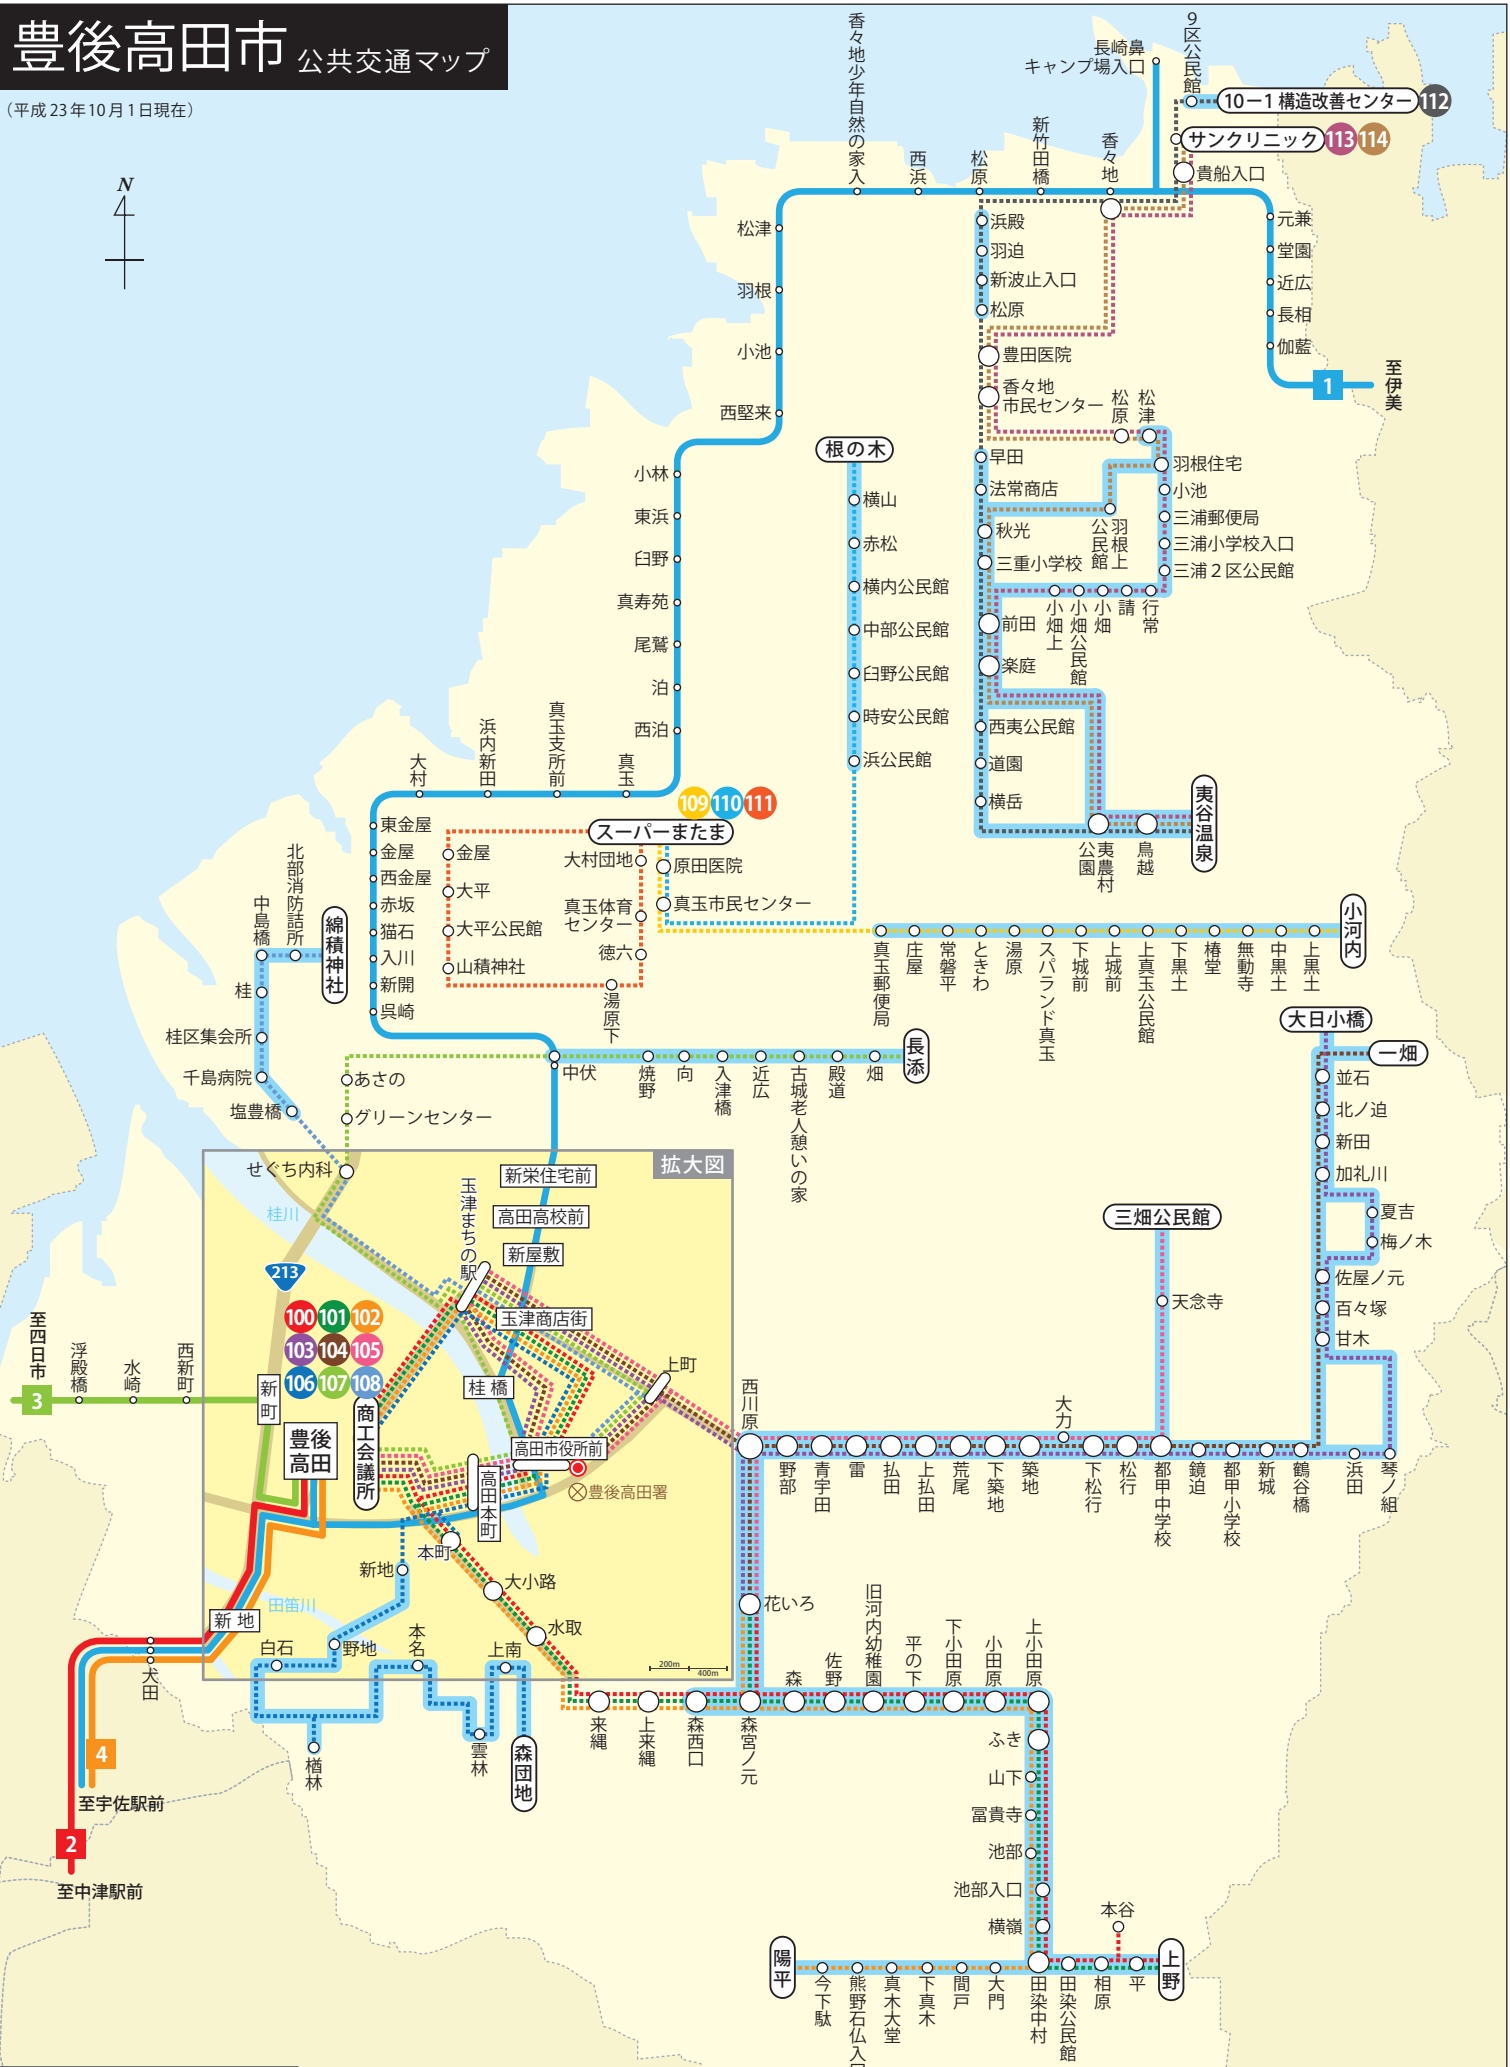 豊後高田市 公共交通マップ
（平成23年10月1日現在）
N
香々地少年自然の家入
西浜
松原
新竹田橋
香々地
長崎鼻
キャンプ場入口
9区公民館
10－1 構造改善センター 112
サンクリニック 113 114
貴船入口
元兼
堂園
近広
長相
伽藍
1
至伊美
松津
羽根
小池
西堅来
小林
東浜
臼野
真寿苑
尾鷲
泊
西泊
真玉
真玉支所前
浜内新田
大村
東金屋
金屋
西金屋
赤坂
猫石
入川
新開
呉崎
中伏
浜殿
羽迫
新波止入口
松原
豊田医院
香々地
市民センター
松原
松津
早田
法常商店
秋光
三重小学校
前田
楽庭
西夷公民館
道園
横岳
羽根住宅
小池
三浦郵便局
三浦小学校入口
三浦２区公民館
羽根上
公民館
小畑上
小畑公民館
小畑
請
行常
夷農村
公園
鳥越
夷谷温泉
根の木
横山
赤松
横内公民館
中部公民館
臼野公民館
時安公民館
浜公民館
109 110 111
スーパーまたま
金屋
大平
大平公民館
山積神社
大村団地
真玉体育
センター
徳六
湯原下
原田医院
真玉市民センター
真玉郵便局
庄屋
常磐平
ときわ
湯原
スパランド真玉
下城前
上城前
上真玉公民館
下黒土
椿堂
無動寺
中黒土
上黒土
小河内
北部消防詰所
中島橋
綿積神社
桂
桂区集会所
千島病院
塩豊橋
あさの
グリーンセンター
焼野
向
入津橋
近広
古城老人憩いの家
殿道
畑
長添
拡大図
せぐち内科
桂川
213
玉津まちの駅
新栄住宅前
高田高校前
新屋敷
玉津商店街
上町
桂橋
100 101 102
103 104 105
106 107 108
新町
豊後
高田
商工会議所
高田市役所前
高田本町
豊後高田署
本町
大小路
水取
新地
新地
田笛川
白石
野地
本名
上南
200m
400m
至四日市
3
浮殿橋
水崎
西新町
犬田
4
至宇佐駅前
2
至中津駅前
楢林
雲林
森団地
大日小橋
一畑
並石
北ノ迫
新田
加礼川
夏吉
梅ノ木
佐屋ノ元
百々塚
甘木
三畑公民館
天念寺
西川原
野部
青宇田
雷
払田
上払田
荒尾
下築地
築地
大力
下松行
松行
都甲中学校
鏡迫
都甲小学校
新城
鶴谷橋
浜田
琴ノ組
花いろ
来縄
上来縄
森西口
森宮ノ元
森
佐野
旧河内幼稚園
平の下
下小田原
小田原
上小田原
ふき
山下
冨貴寺
池部
池部入口
横嶺
陽平
今下駄
熊野石仏入
真木大堂
下真木
間戸
大門
田染中村
田染公民館
相原
平
本谷
上野